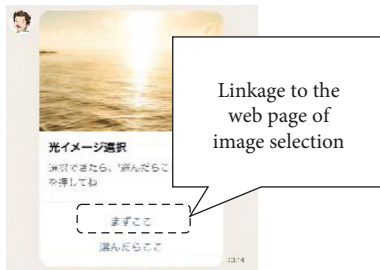 Linkage to the
web page of
image selection
光イメージ選択
選択できたら、"選んだらここ
を押してね
まずここ
選んだらここ